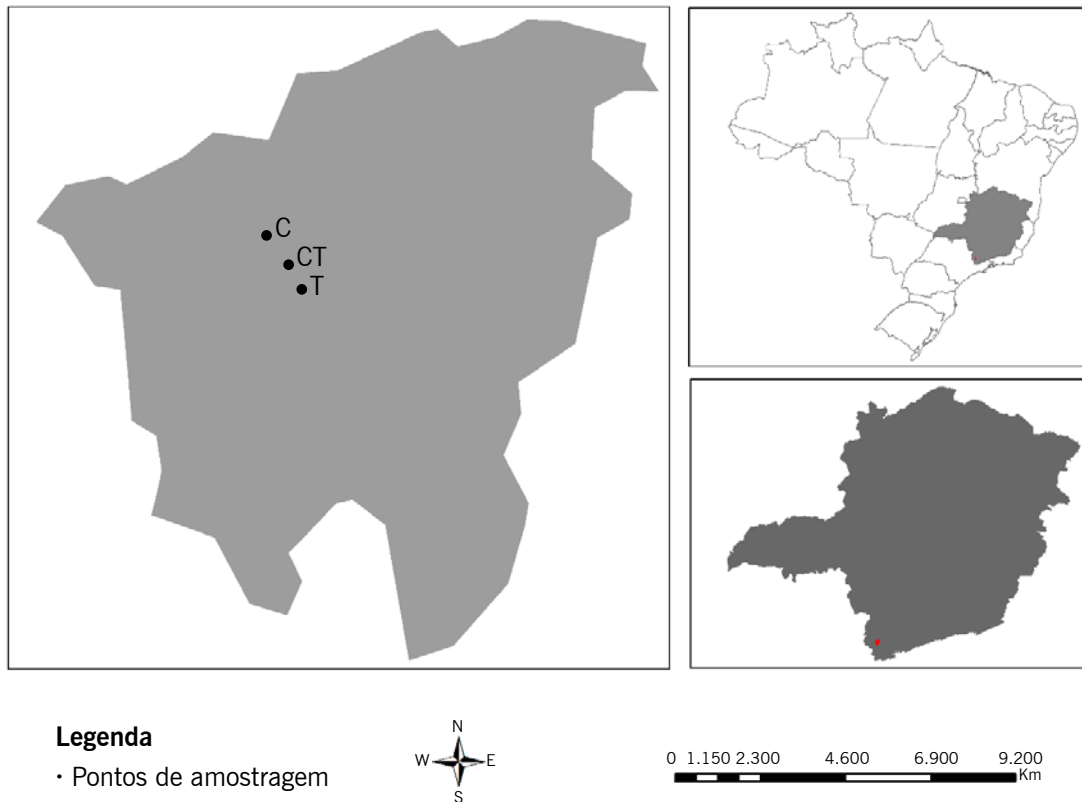 C
CT
T
Legenda
· Pontos de amostragem
N
W E
S
0 1.150 2.300 4.600 6.900 9.200
Km